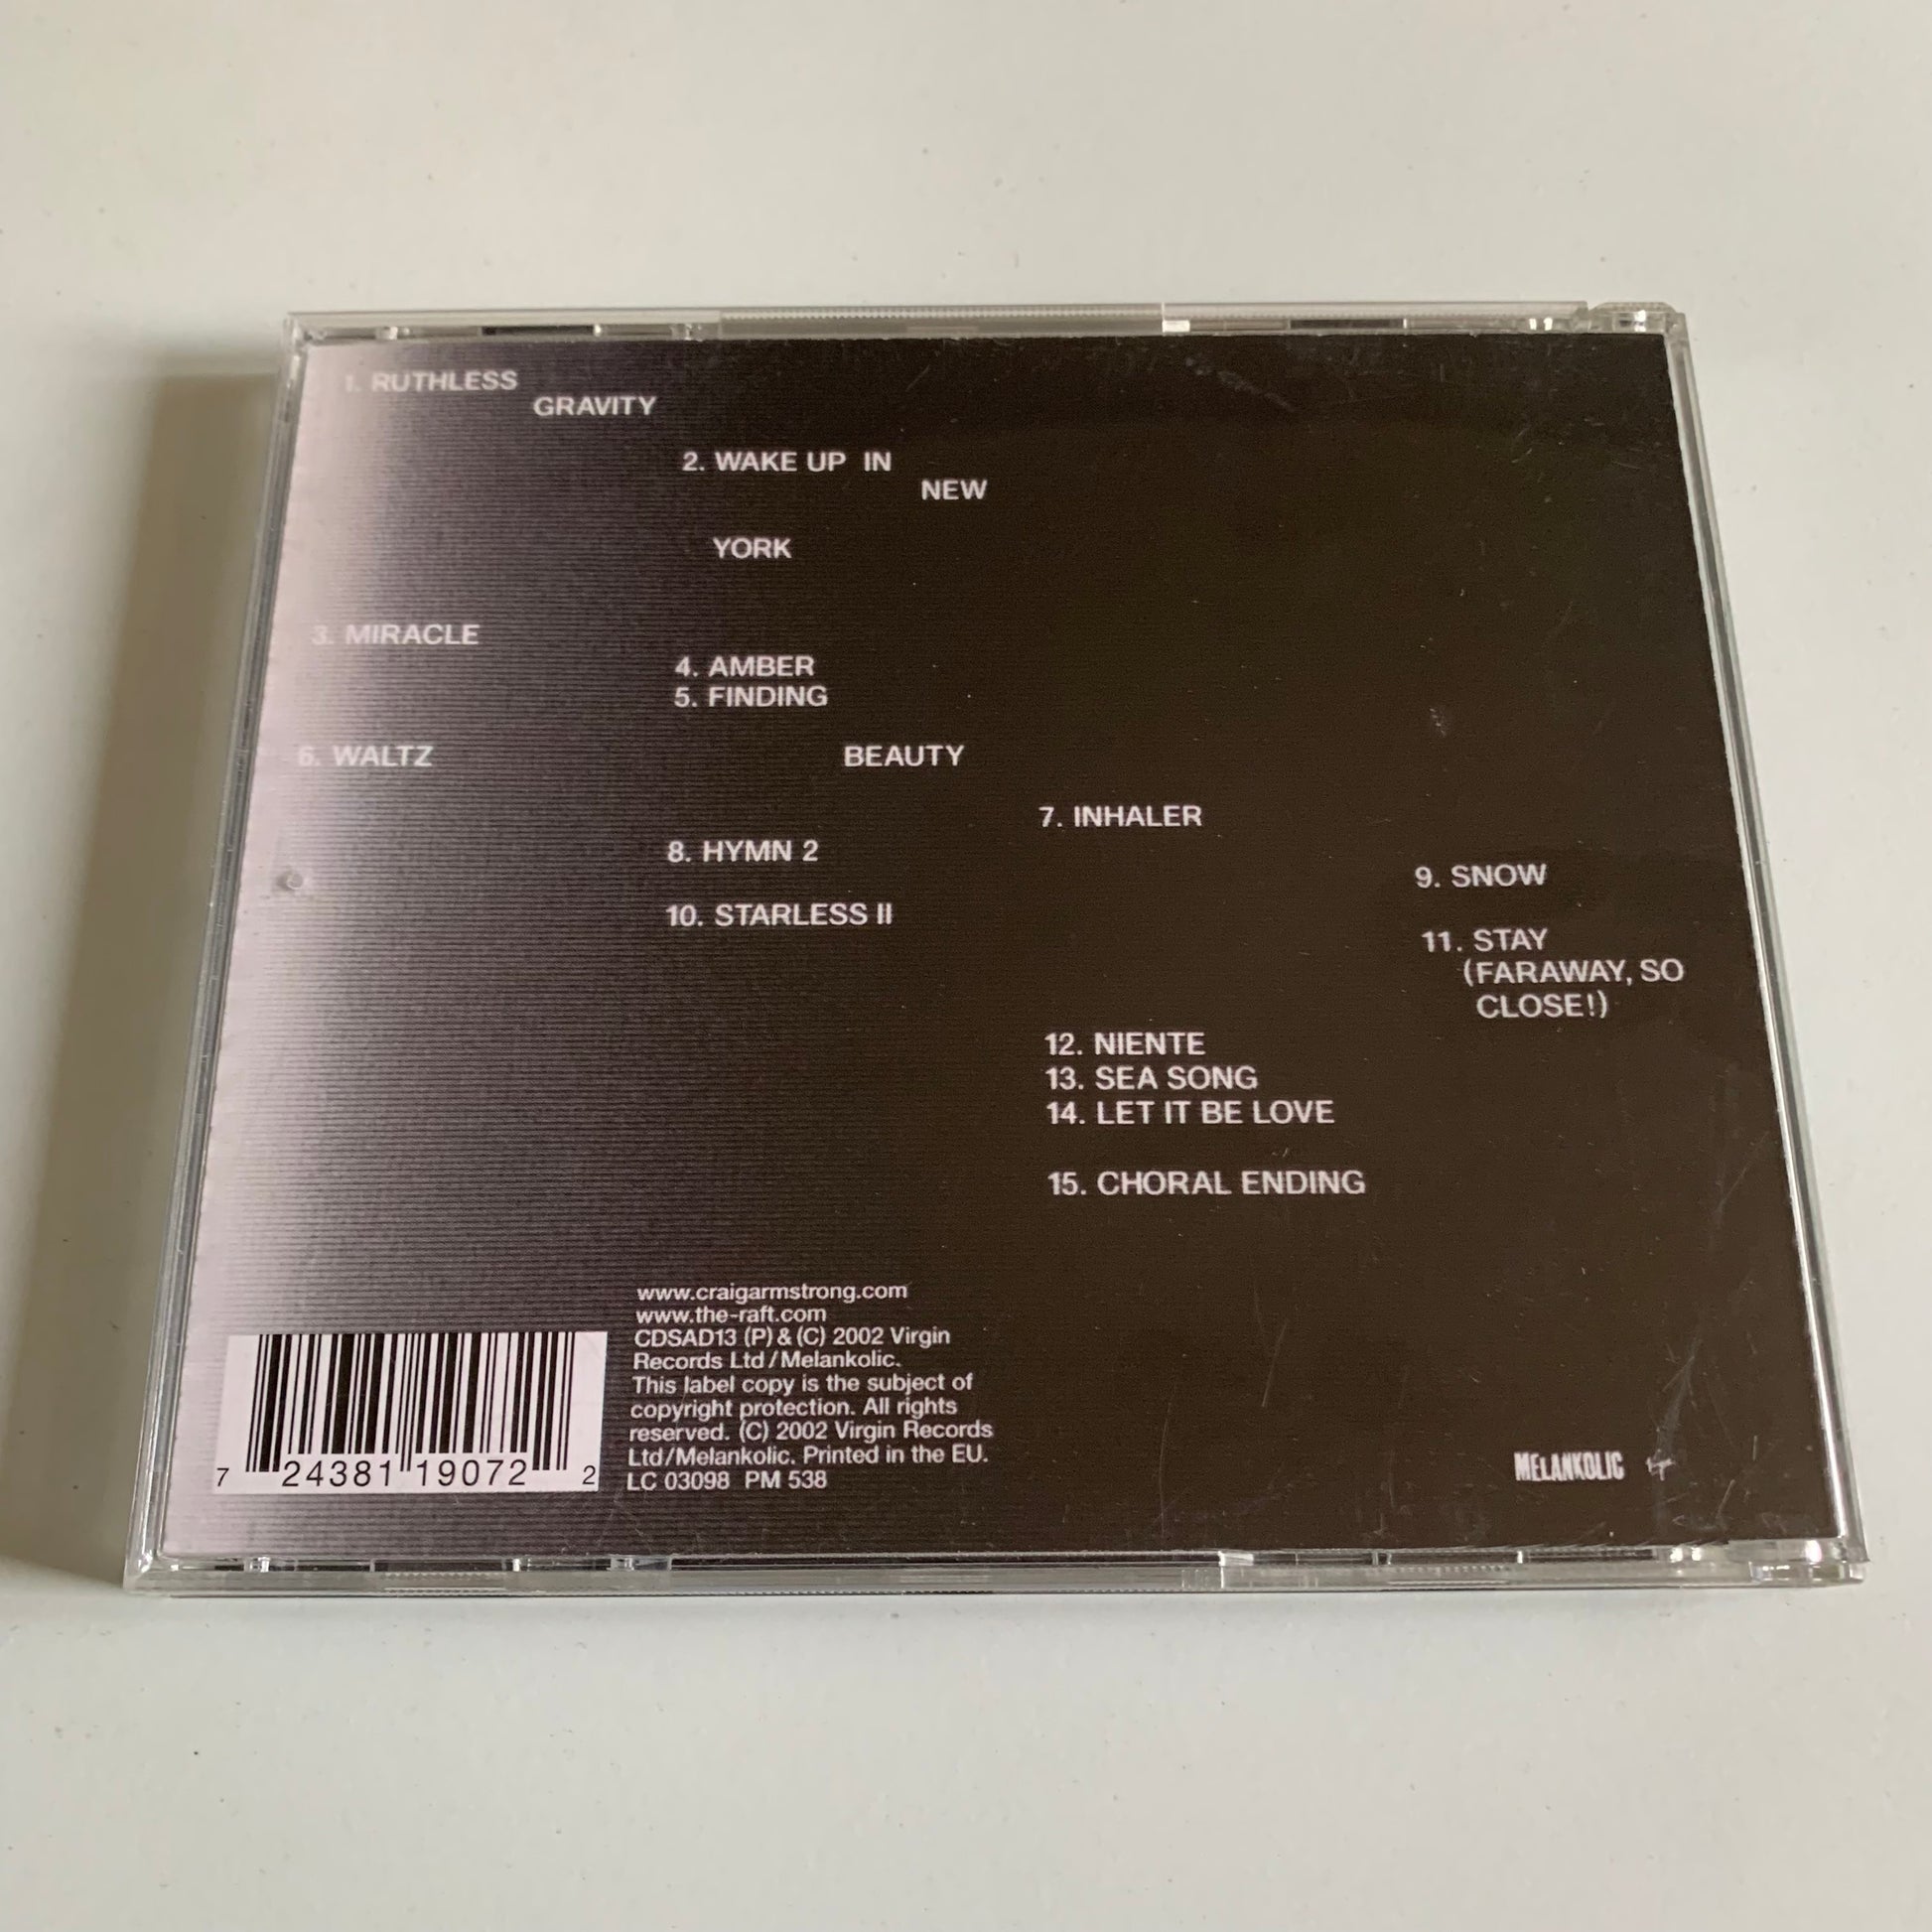 1. RUTHLESS
GRAVITY
2. WAKE UP IN
NEW
YORK
3. MIRACLE
4. AMBER
5. FINDING
BEAUTY
6. WALTZ
7. INHALER
8. HYMN 2
9. SNOW
10. STARLESS II
11. STAY
(FARAWAY, SO
CLOSE!)
12. NIENTE
13. SEA SONG
14. LET IT BE LOVE
15. CHORAL ENDING
www.craigarmstrong.com
www.the-raft.com
CDSAD13 (P) & (C) 2002 Virgin
Records Ltd/Melankolic.
This label copy is the subject of
copyright protection. All rights
reserved. (C) 2002 Virgin Records
Ltd/Melankolic. Printed in the EU.
LC 03098 PM 538
7 24381 19072 2
MELANKOLIC